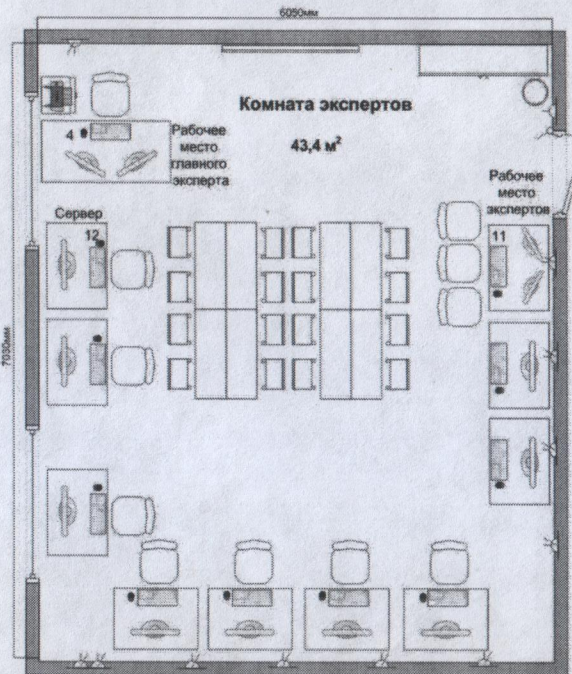 6050мм
Комната экспертов
43,4 м²
4
Рабочее
место
главного
эксперта
Рабочее
место
экспертов
Сервер
12
11
7030мм